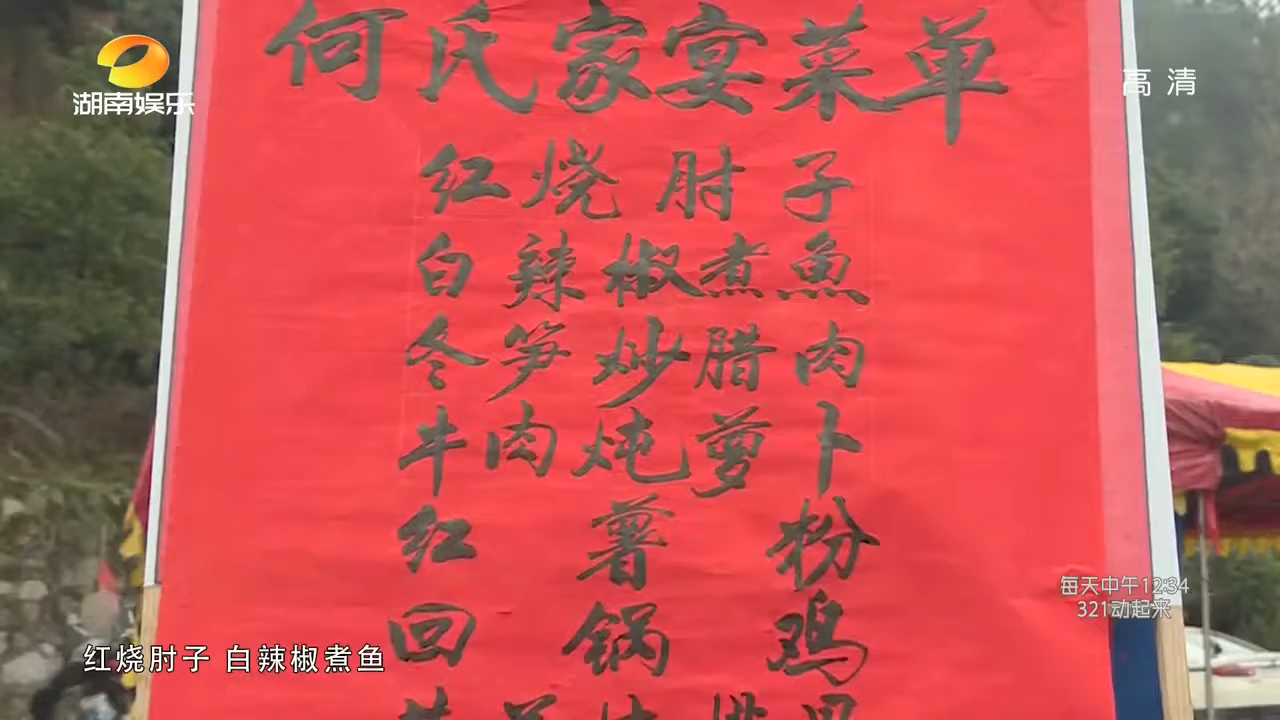 何氏家宴菜单
湖南娱乐
高清
红烧肘子
白辣椒煮魚
冬笋炒腊肉
牛肉炖萝卜
红薯粉
回锅鸡
每天中午12:34
321动起来
红烧肘子 白辣椒煮鱼